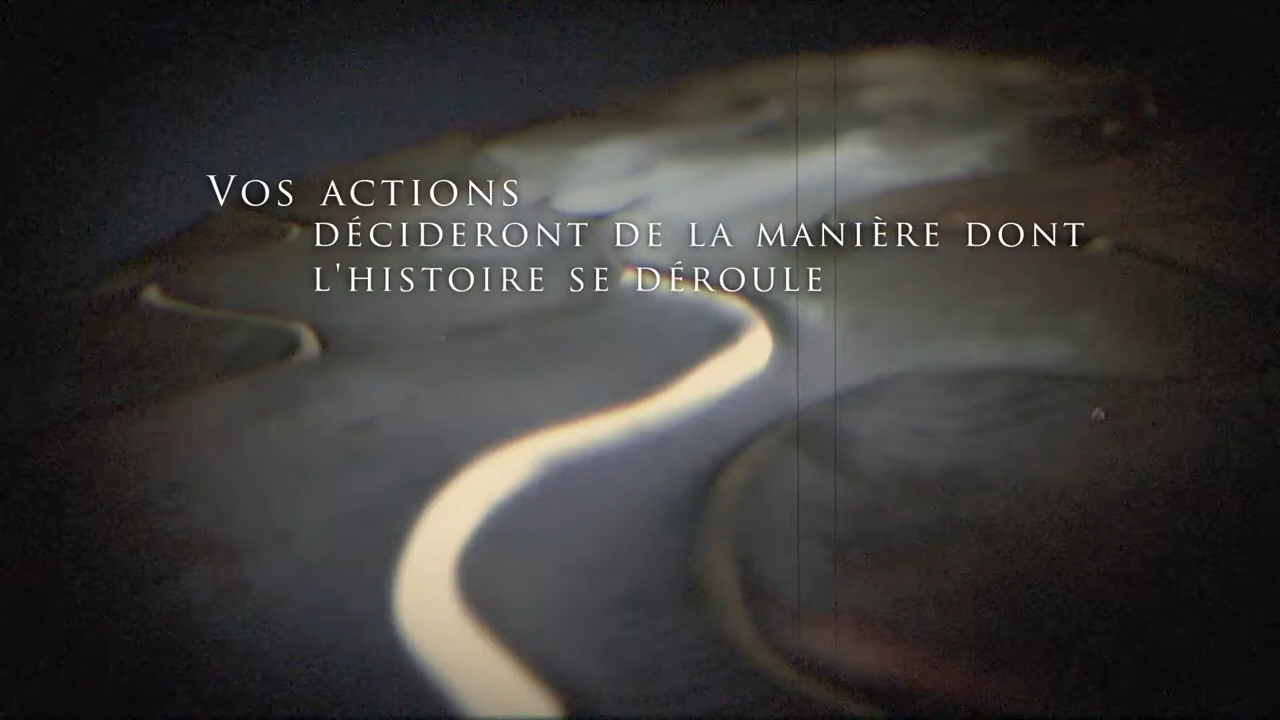 Vos actions
décideront de la manière dont
l'histoire se déroule